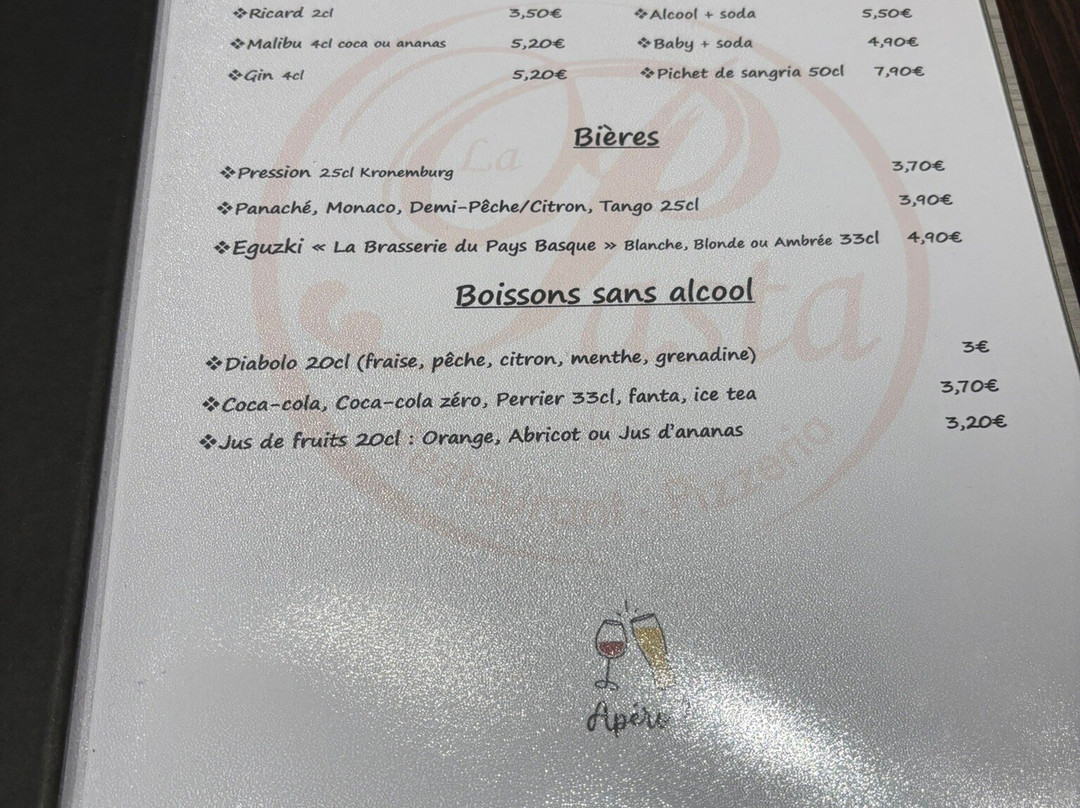 ❖Ricard 2cl 3,50€ ❖Alcool + soda 5,50€
❖Malibu 4cl coca ou ananas 5,20€ ❖Baby + soda 4,90€
❖Gin 4cl 5,20€ ❖Pichet de sangria 50cl 7,90€
Bières
❖Pression 25cl Kronemburg 3,70€
❖Panaché, Monaco, Demi-Pêche/Citron, Tango 25cl 3,90€
❖Eguzki « La Brasserie du Pays Basque » Blanche, Blonde ou Ambrée 33cl 4,90€
Boissons sans alcool
❖Diabolo 20cl (fraise, pêche, citron, menthe, grenadine) 3€
❖Coca-cola, Coca-cola zéro, Perrier 33cl, fanta, ice tea 3,70€
❖Jus de fruits 20cl : Orange, Abricot ou Jus d'ananas 3,20€
La Pasta
Restaurant - Pizzeria
Apéro